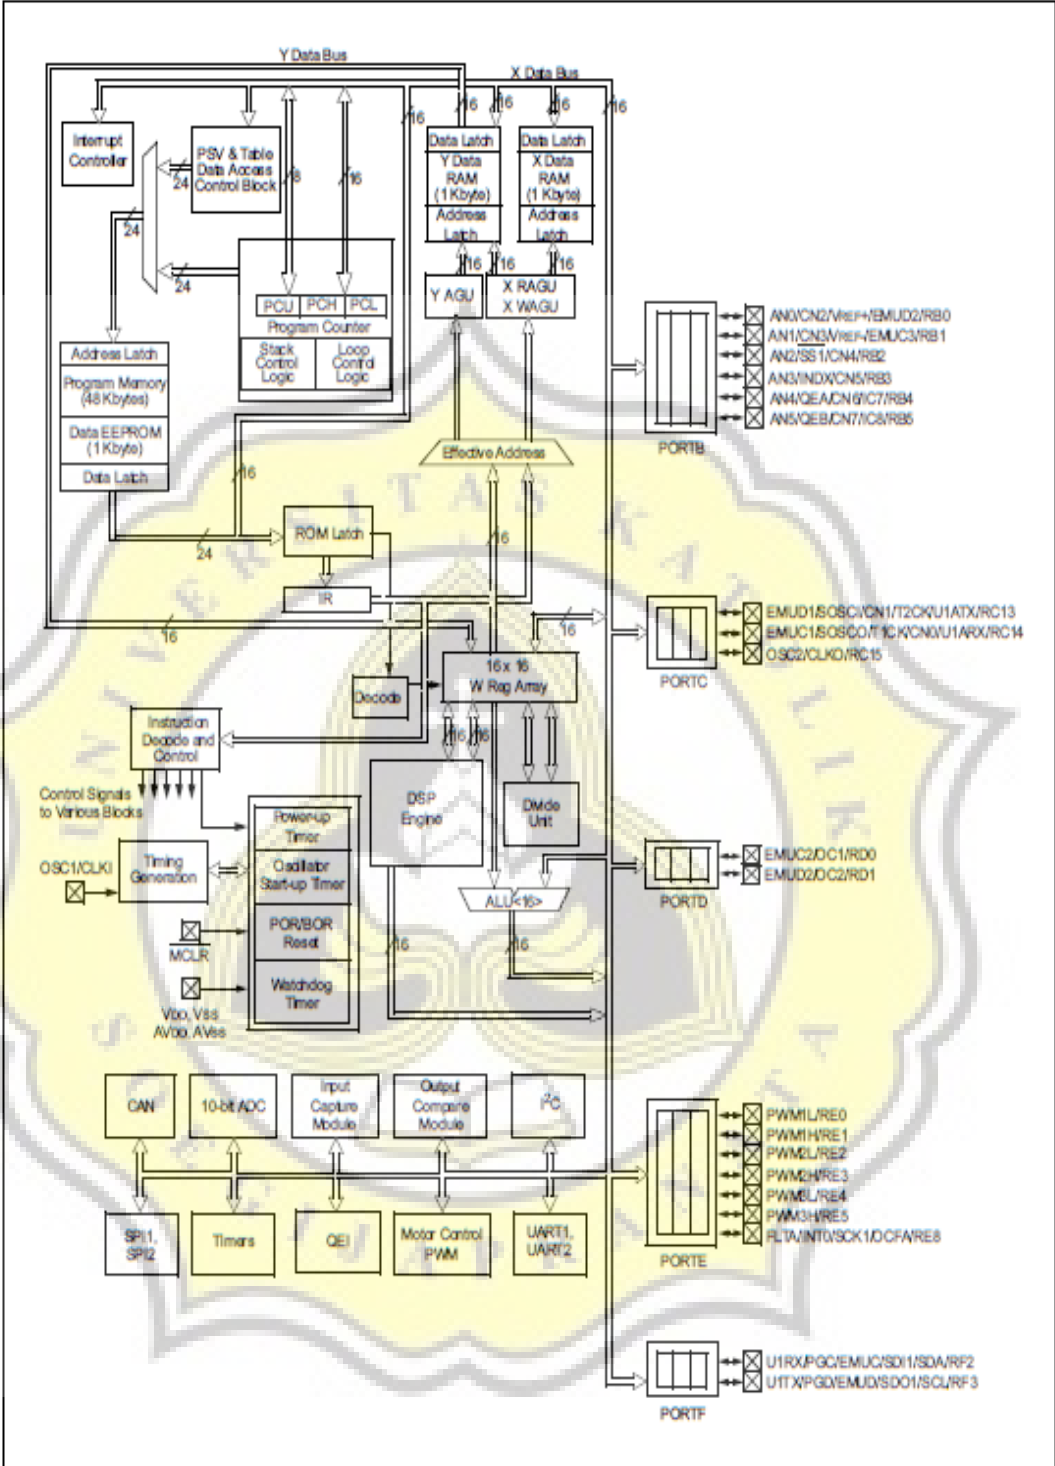 Y Data Bus
X Data Bus
16
16
16
16
16
Interrupt
Controller
PSV & Table
Data Access
Control Block
24
8
16
24
24
Data Latch
Y Data
RAM
(1 Kbyte)
Address
Latch
Data Latch
X Data
RAM
(1 Kbyte)
Address
Latch
16
16
16
Y AGU
X RAGU
X WAGU
PCU
PCH
PCL
Program Counter
Stack
Control
Logic
Loop
Control
Logic
Address Latch
Program Memory
(48 Kbytes)
Data EEPROM
(1 Kbyte)
Data Latch
Effective Address
AN0/CN2/VREF+/EMUD2/RB0
AN1/CN3/VREF-/EMUC3/RB1
AN2/SS1/CN4/RB2
AN3/INDX/CN5/RB3
AN4/QEA/CN6/IC7/RB4
AN5/QEB/CN7/IC8/RB5
PORTB
16
24
ROM Latch
16
IR
16
16
16 x 16
W Reg Array
Decode
EMUD1/SOSCI/CN1/T2CK/U1ATX/RC13
EMUC1/SOSCO/T1CK/CN0/U1ARX/RC14
OSC2/CLKO/RC15
PORTC
Instruction
Decode and
Control
16
16
Control Signals
to Various Blocks
DSP
Engine
Divide
Unit
Power-up
Timer
OSC1/CLKI
Timing
Generation
Oscillator
Start-up Timer
ALU<16>
EMUC2/OC1/RD0
EMUD2/OC2/RD1
PORTD
POR/BOR
Reset
MCLR
16
16
Watchdog
Timer
VDD, VSS
AVDD, AVSS
CAN
10-bit ADC
Input
Capture
Module
Output
Compare
Module
I²C
SPI1,
SPI2
Timers
QEI
Motor Control
PWM
UART1,
UART2
PWM1L/RE0
PWM1H/RE1
PWM2L/RE2
PWM2H/RE3
PWM3L/RE4
PWM3H/RE5
FLTA/INT0/SCK1/OCFA/RE8
PORTE
U1RX/PGC/EMUC/SDI1/SDA/RF2
U1TX/PGD/EMUD/SDO1/SCL/RF3
PORTF
UNIVERSITAS KATOLIK